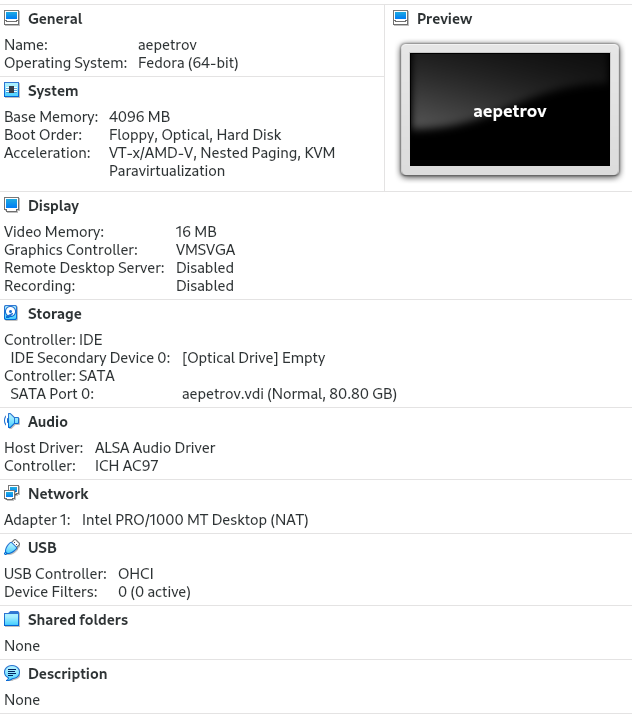 General
Name: aepetrov
Operating System: Fedora (64-bit)
Preview
aepetrov
System
Base Memory: 4096 MB
Boot Order: Floppy, Optical, Hard Disk
Acceleration: VT-x/AMD-V, Nested Paging, KVM
Paravirtualization
Display
Video Memory: 16 MB
Graphics Controller: VMSVGA
Remote Desktop Server: Disabled
Recording: Disabled
Storage
Controller: IDE
IDE Secondary Device 0: [Optical Drive] Empty
Controller: SATA
SATA Port 0: aepetrov.vdi (Normal, 80.80 GB)
Audio
Host Driver: ALSA Audio Driver
Controller: ICH AC97
Network
Adapter 1: Intel PRO/1000 MT Desktop (NAT)
USB
USB Controller: OHCI
Device Filters: 0 (0 active)
Shared folders
None
Description
None